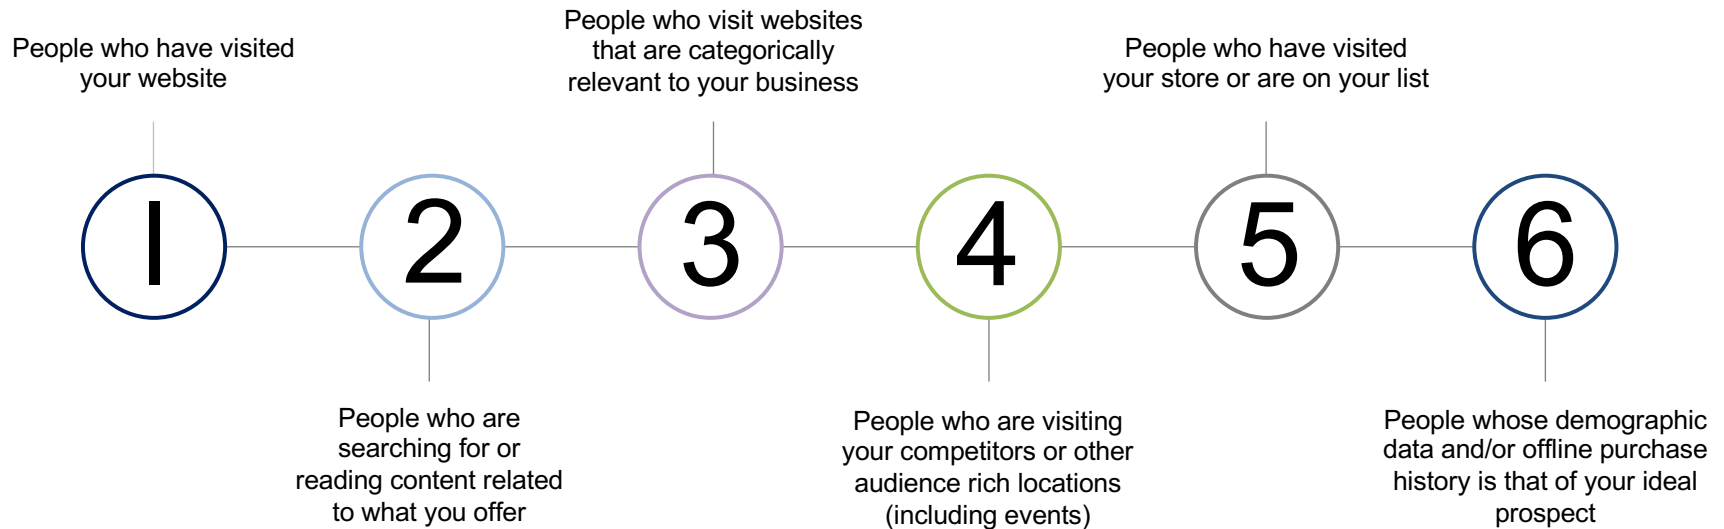 People who have visited
your website
1
2
People who are
searching for or
reading content related
to what you offer
People who visit websites
that are categorically
relevant to your business
3
4
People who are visiting
your competitors or other
audience rich locations
(including events)
People who have visited
your store or are on your list
5
6
People whose demographic
data and/or offline purchase
history is that of your ideal
prospect